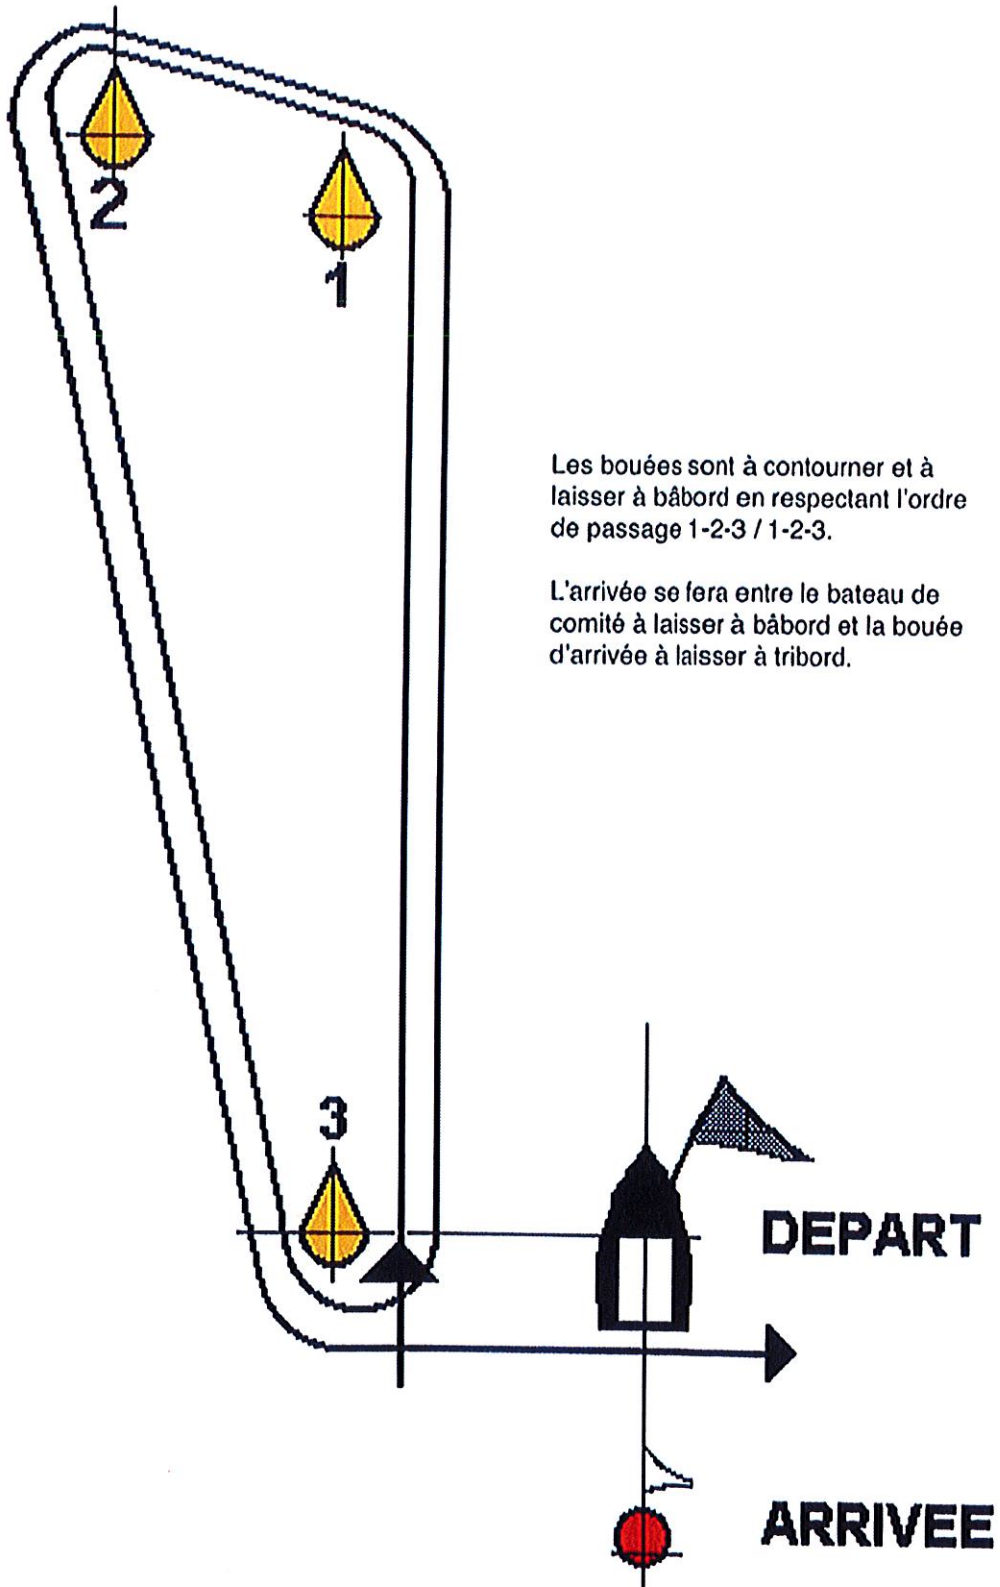 2
1
Les bouées sont à contourner et à
laisser à bâbord en respectant l'ordre
de passage 1-2-3 / 1-2-3.
L'arrivée se fera entre le bateau de
comité à laisser à bâbord et la bouée
d'arrivée à laisser à tribord.
3
DEPART
ARRIVEE